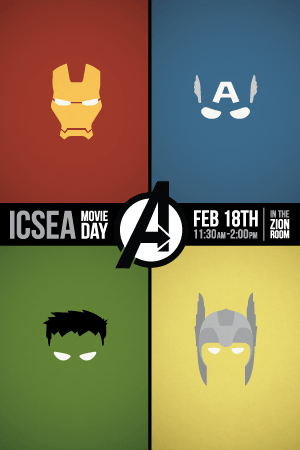 A
ICSEA MOVIE DAY
A
FEB 18TH
11:30AM-2:00PM
IN THE
ZION
ROOM